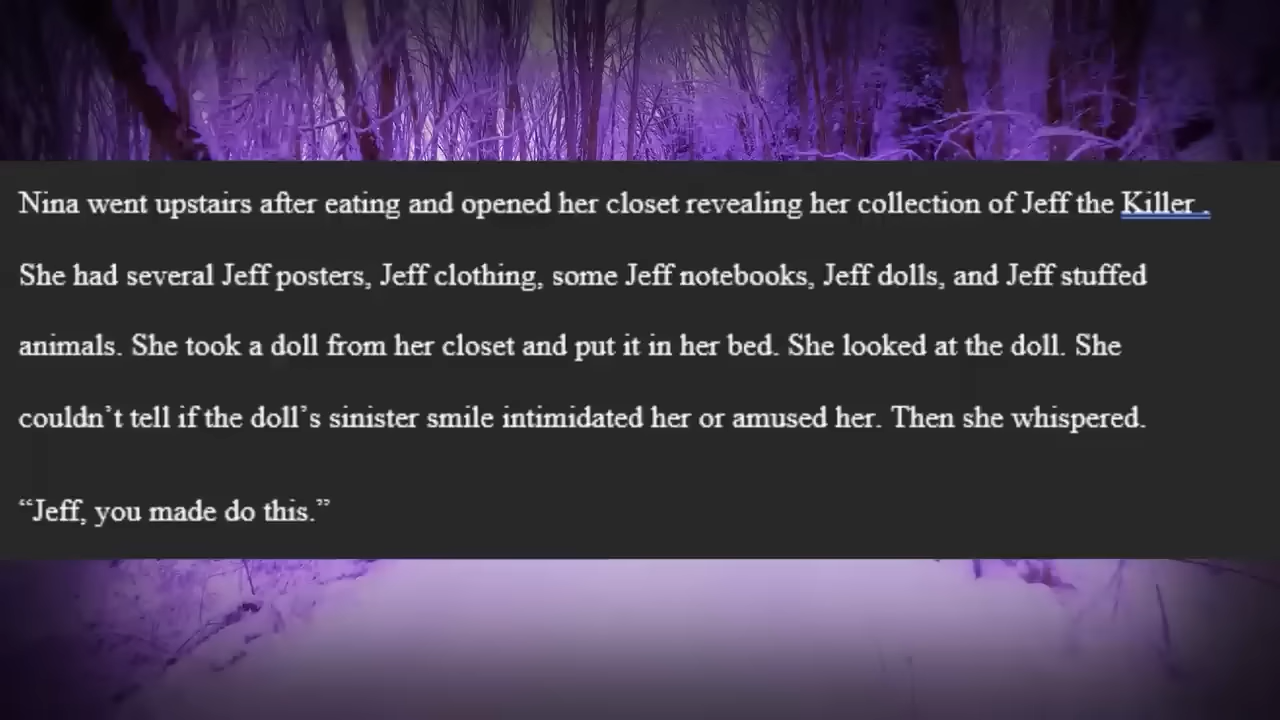 Nina went upstairs after eating and opened her closet revealing her collection of Jeff the Killer .
She had several Jeff posters, Jeff clothing, some Jeff notebooks, Jeff dolls, and Jeff stuffed
animals. She took a doll from her closet and put it in her bed. She looked at the doll. She
couldn’t tell if the doll’s sinister smile intimidated her or amused her. Then she whispered.
“Jeff, you made do this.”